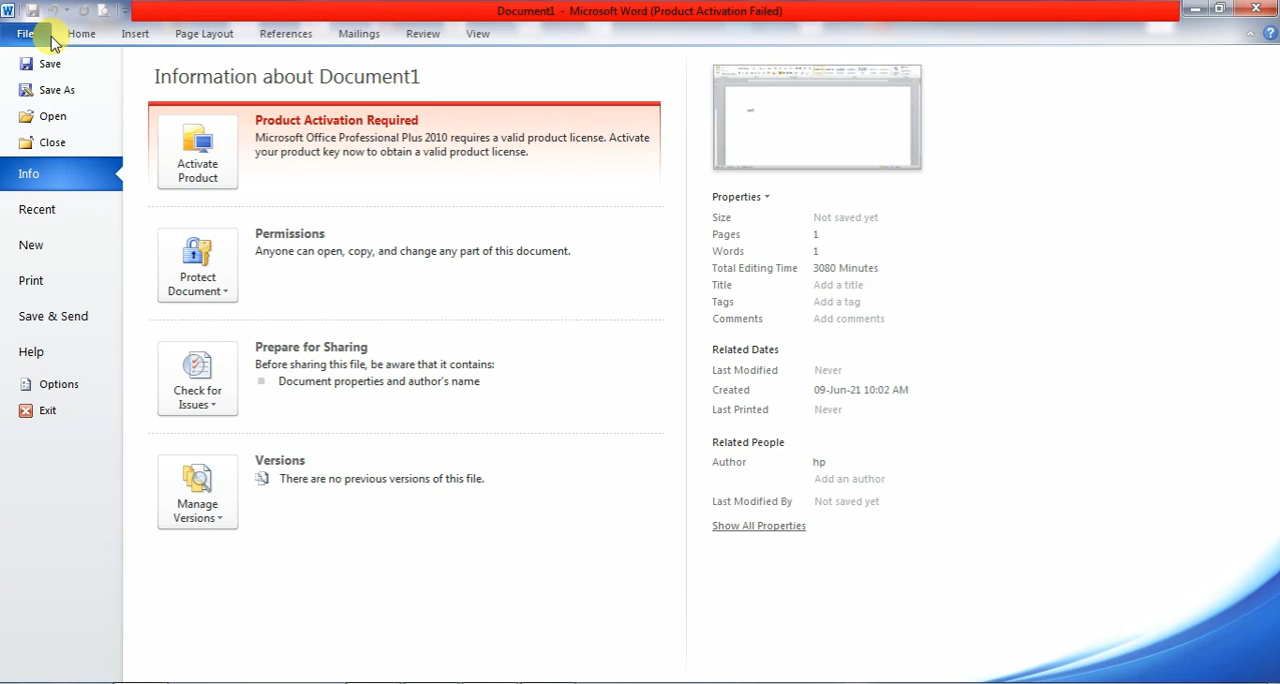 Document1 - Microsoft Word (Product Activation Failed)
File Home Insert Page Layout References Mailings Review View
Save
Save As
Open
Close
Info
Recent
New
Print
Save & Send
Help
Options
Exit
Information about Document1
Activate
Product
Product Activation Required
Microsoft Office Professional Plus 2010 requires a valid product license. Activate
your product key now to obtain a valid product license.
Protect
Document
Permissions
Anyone can open, copy, and change any part of this document.
Check for
Issues
Prepare for Sharing
Before sharing this file, be aware that it contains:
Document properties and author's name
Manage
Versions
Versions
There are no previous versions of this file.
Properties
Size Not saved yet
Pages 1
Words 1
Total Editing Time 3080 Minutes
Title Add a title
Tags Add a tag
Comments Add comments
Related Dates
Last Modified Never
Created 09-Jun-21 10:02 AM
Last Printed Never
Related People
Author hp
Add an author
Last Modified By Not saved yet
Show All Properties